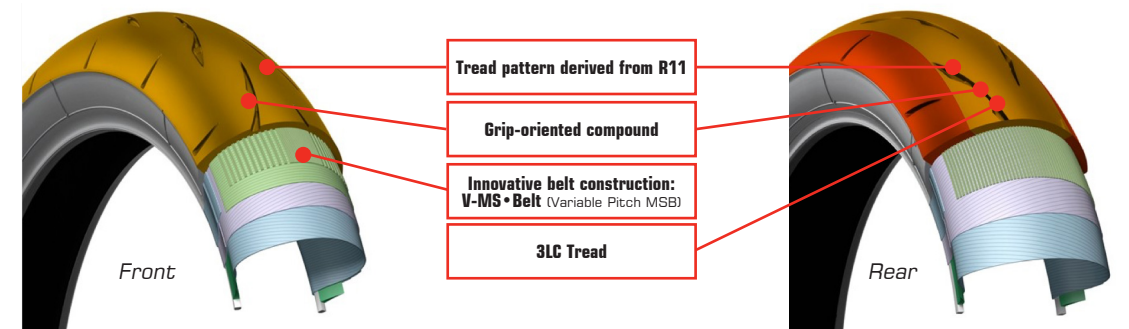 Tread pattern derived from R11
Grip-oriented compound
Innovative belt construction:
V-MS•Belt (Variable Pitch MSB)
3LC Tread
Front
Rear